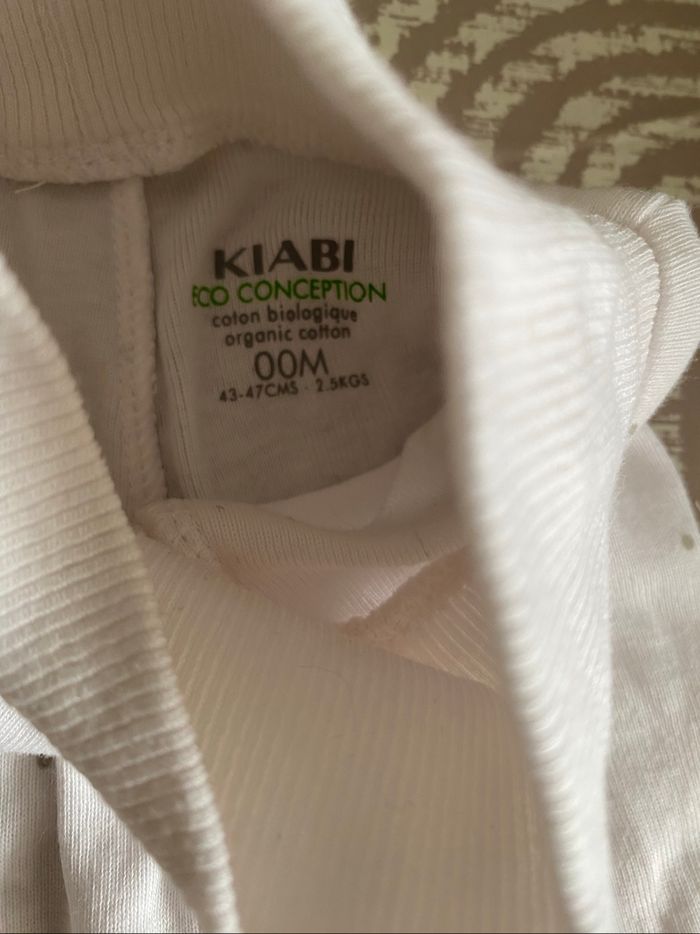 KIABI
ECO CONCEPTION
coton biologique
organic cotton
00M
43-47CMS - 2.5KGS